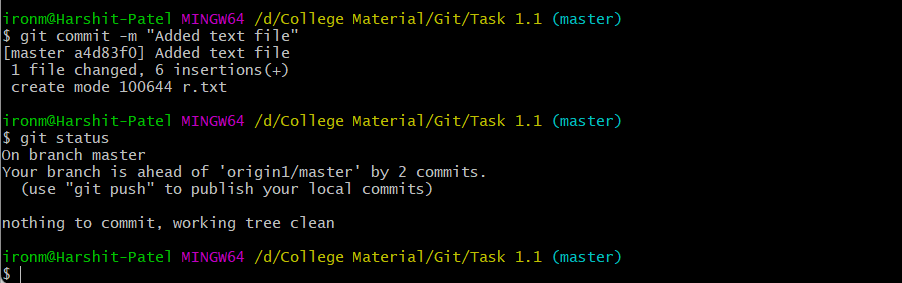 ironm@Harshit-Patel MINGW64 /d/College Material/Git/Task 1.1 (master)
$ git commit -m "Added text file"
[master a4d83f0] Added text file
 1 file changed, 6 insertions(+)
 create mode 100644 r.txt
ironm@Harshit-Patel MINGW64 /d/College Material/Git/Task 1.1 (master)
$ git status
On branch master
Your branch is ahead of 'origin1/master' by 2 commits.
  (use "git push" to publish your local commits)
nothing to commit, working tree clean
ironm@Harshit-Patel MINGW64 /d/College Material/Git/Task 1.1 (master)
$